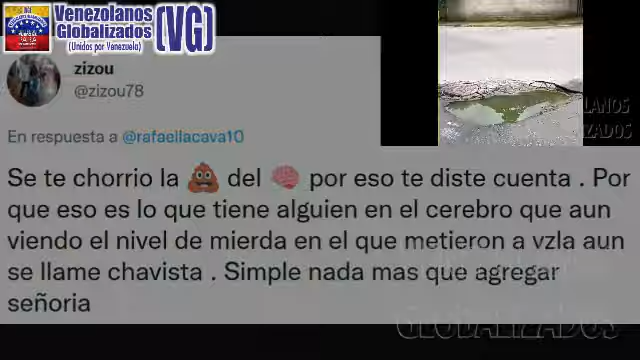 Venezolanos
Globalizados
(Unidos por Venezuela)
(VG)
zizou
@zizou78
En respuesta a @rafaellacava10
Se te chorrio la 💩 del 🧠 por eso te diste cuenta . Por
que eso es lo que tiene alguien en el cerebro que aun
viendo el nivel de mierda en el que metieron a vzla aun
se llame chavista . Simple nada mas que agregar
señoria
LANOS
LIZADOS
GLOBALIZADOS